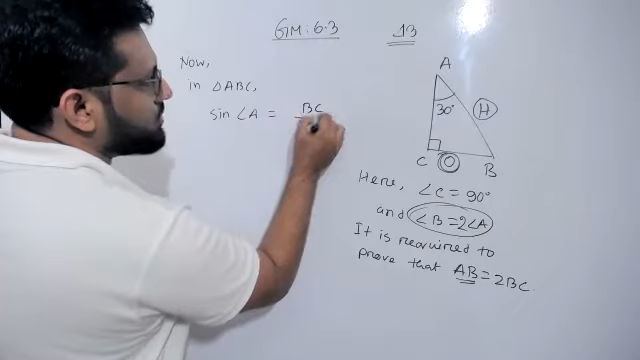 GM: 6.3 13
Now,
in △ABC,
sin ∠A = BC
A
30°
H
C
O
B
Here, ∠C = 90°
and ∠B = 2∠A
It is required to
prove that AB = 2BC.